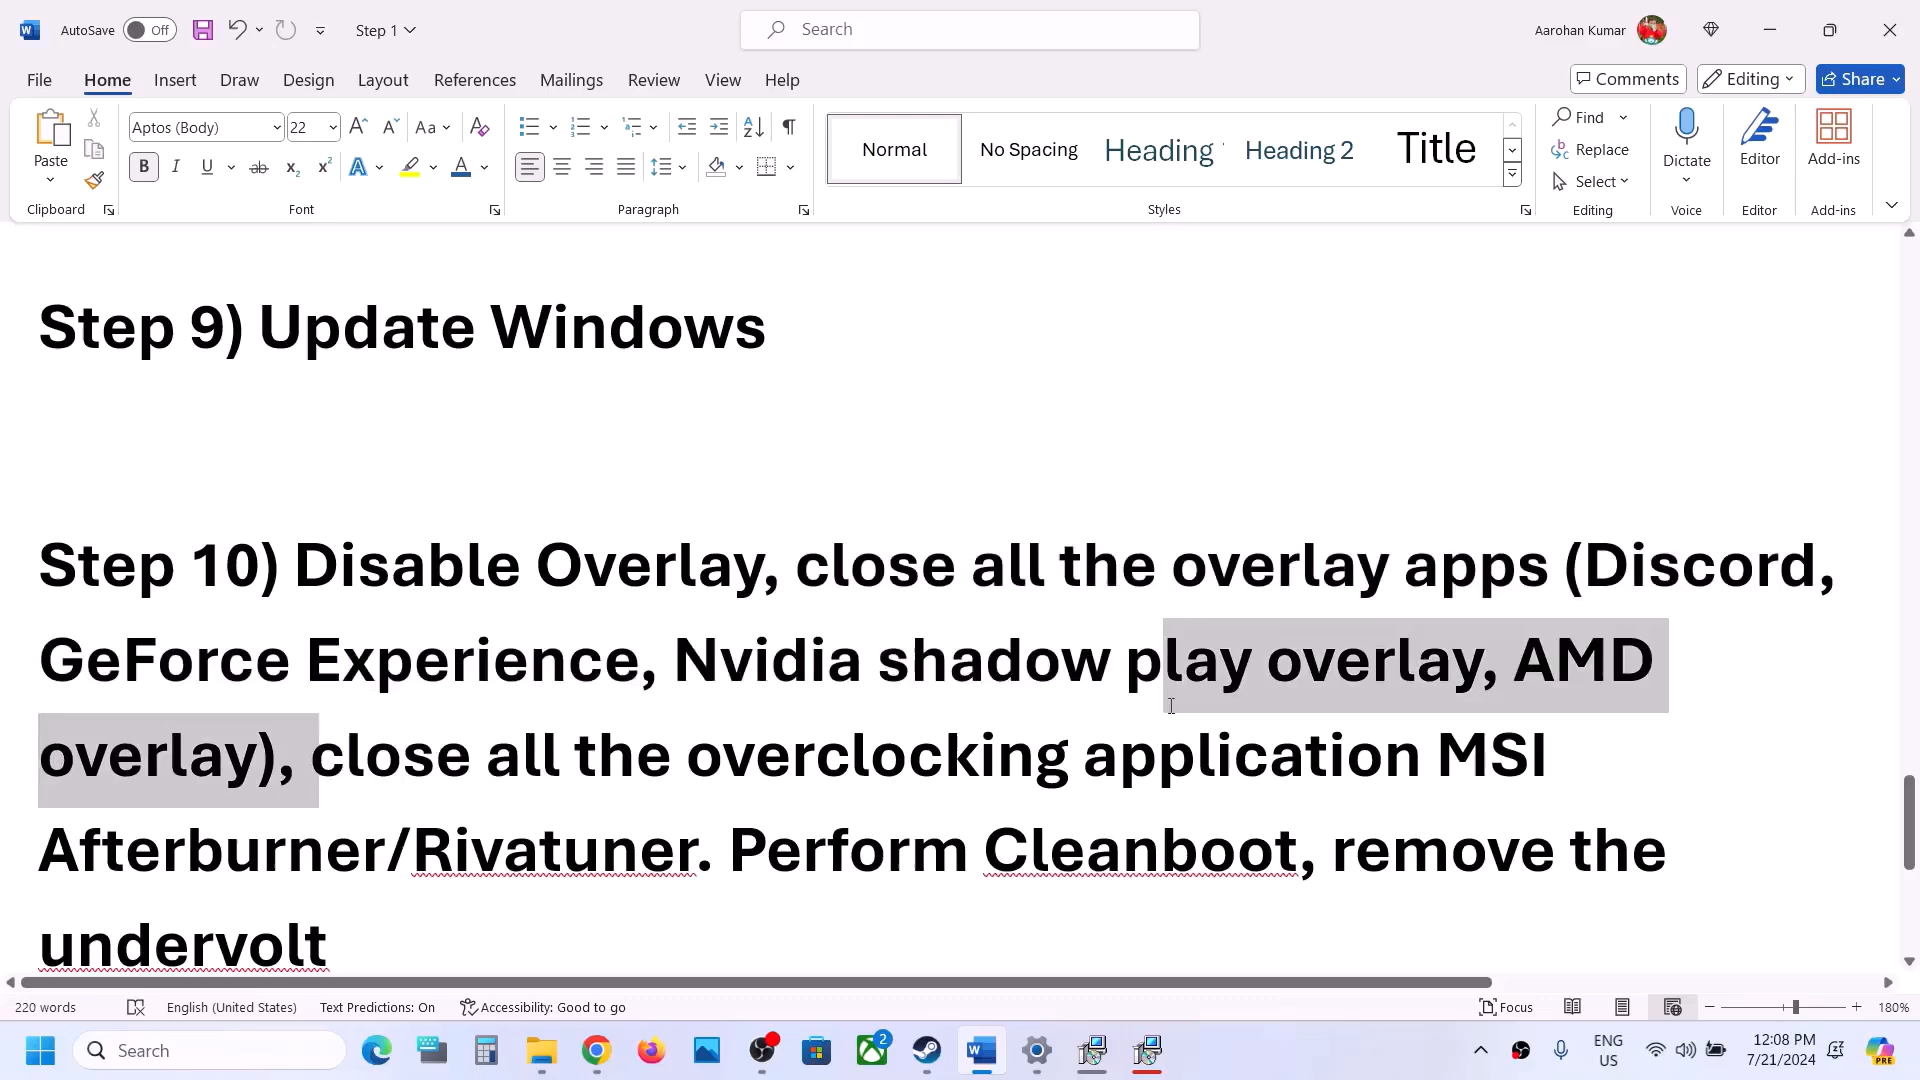 AutoSave Off Step 1 Search Aarohan Kumar
File Home Insert Draw Design Layout References Mailings Review View Help Comments Editing Share
Paste Aptos (Body) 22 Aa Normal No Spacing Heading Heading 2 Title Find Replace Select Dictate Editor Add-ins
Clipboard Font Paragraph Styles Editing Voice Editor Add-ins
Step 9) Update Windows
Step 10) Disable Overlay, close all the overlay apps (Discord,
GeForce Experience, Nvidia shadow play overlay, AMD
overlay), close all the overclocking application MSI
Afterburner/Rivatuner. Perform Cleanboot, remove the
undervolt
220 words English (United States) Text Predictions: On Accessibility: Good to go Focus 180%
Search 2 ENG US 12:08 PM 7/21/2024 PRE